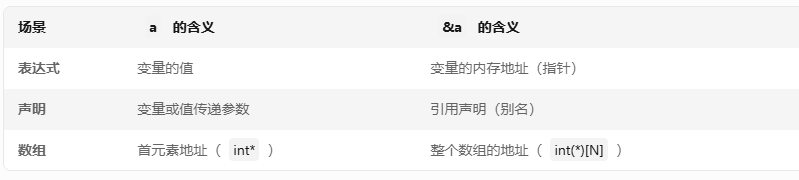 场景 a 的含义 &a 的含义
表达式 变量的值 变量的内存地址（指针）
声明 变量或值传递参数 引用声明（别名）
数组 首元素地址（ int* ） 整个数组的地址（ int(*)[N] ）